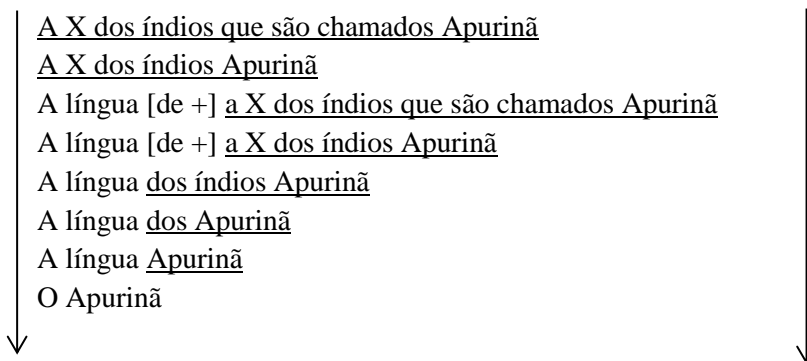 A X dos índios que são chamados Apurinã
A X dos índios Apurinã
A língua [de +] a X dos índios que são chamados Apurinã
A língua [de +] a X dos índios Apurinã
A língua dos índios Apurinã
A língua dos Apurinã
A língua Apurinã
O Apurinã